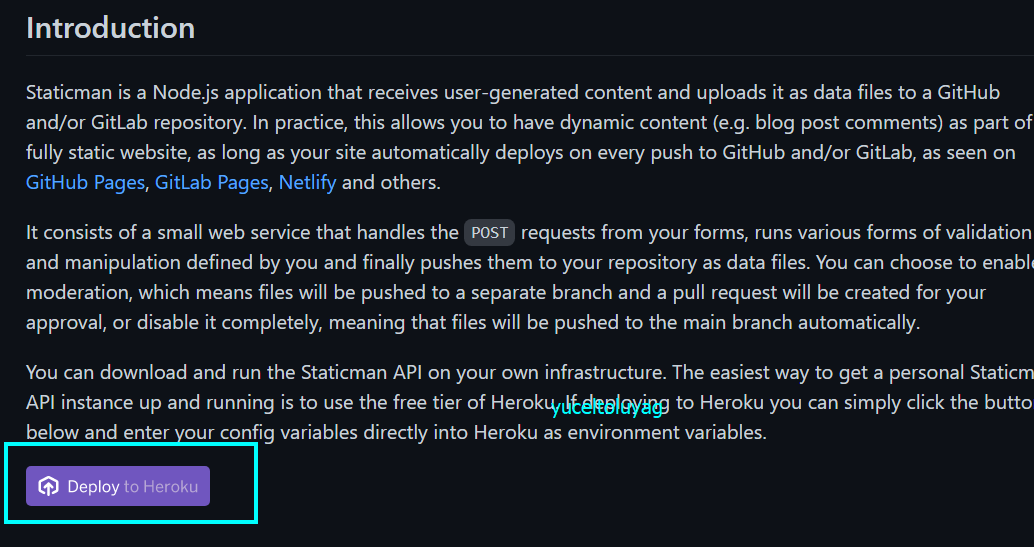 Introduction
Staticman is a Node.js application that receives user-generated content and uploads it as data files to a GitHub
and/or GitLab repository. In practice, this allows you to have dynamic content (e.g. blog post comments) as part of
fully static website, as long as your site automatically deploys on every push to GitHub and/or GitLab, as seen on
GitHub Pages, GitLab Pages, Netlify and others.
It consists of a small web service that handles the POST requests from your forms, runs various forms of validation
and manipulation defined by you and finally pushes them to your repository as data files. You can choose to enable
moderation, which means files will be pushed to a separate branch and a pull request will be created for your
approval, or disable it completely, meaning that files will be pushed to the main branch automatically.
You can download and run the Staticman API on your own infrastructure. The easiest way to get a personal Staticm
API instance up and running is to use the free tier of Heroku. If deploying to Heroku you can simply click the butto
yuceltoluyag
below and enter your config variables directly into Heroku as environment variables.
Deploy to Heroku